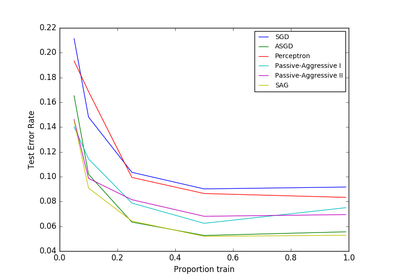 0.22
0.20
0.18
0.16
0.14
0.12
0.10
0.08
0.06
0.04
Test Error Rate
SGD
ASGD
Perceptron
Passive-Aggressive I
Passive-Aggressive II
SAG
0.0 0.2 0.4 0.6 0.8 1.0
Proportion train